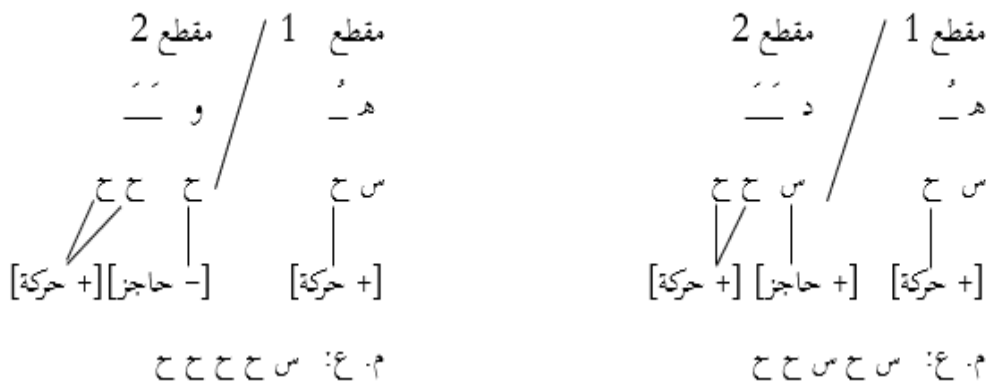 مقطع 1 / مقطع 2
هـُ د ـَـَ
س ح س ح ح
[+ حركة] [+ حاجز] [+ حركة]
م. ع: س ح س ح ح
مقطع 1 / مقطع 2
هـُ و ـَـَ
س ح ح ح ح
[+ حركة] [– حاجز][+ حركة]
م. ع: س ح ح ح ح